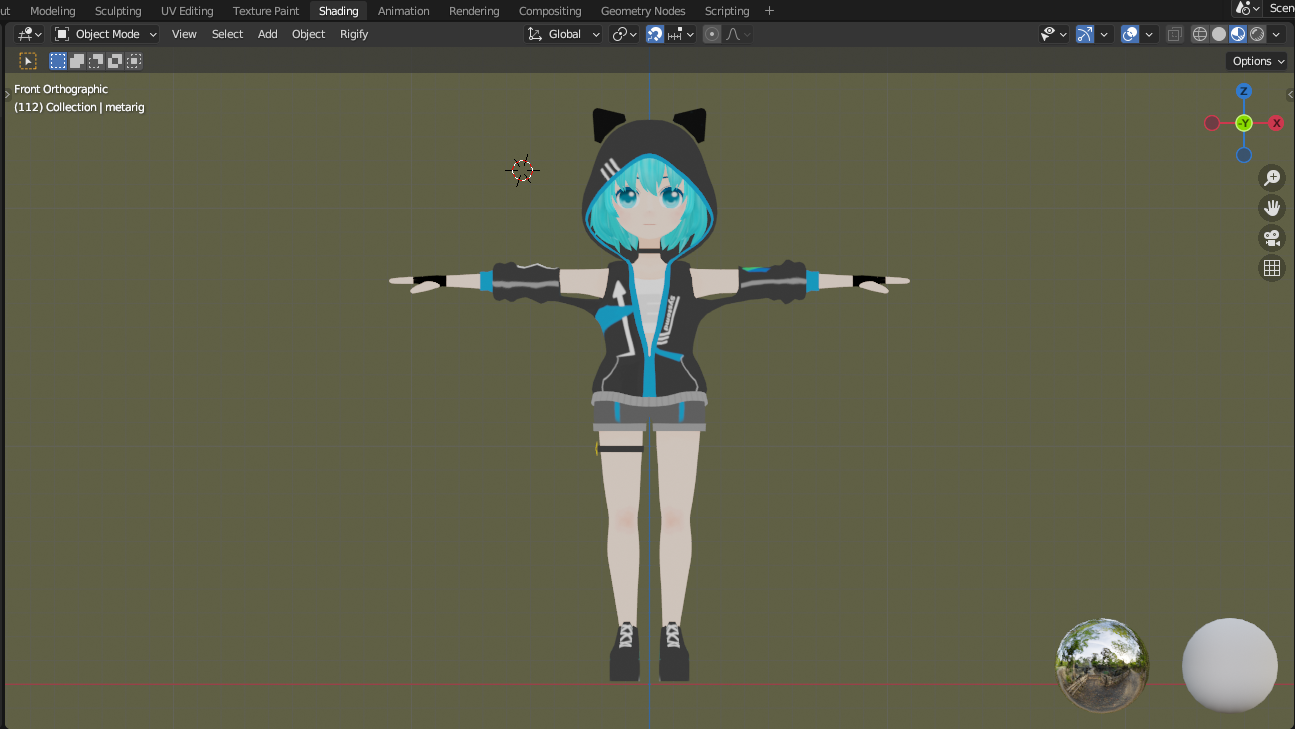 ut Modeling Sculpting UV Editing Texture Paint Shading Animation Rendering Compositing Geometry Nodes Scripting + Scen
Object Mode View Select Add Object Rigify Global
Options
Front Orthographic
(112) Collection | metarig
Z
-Y X